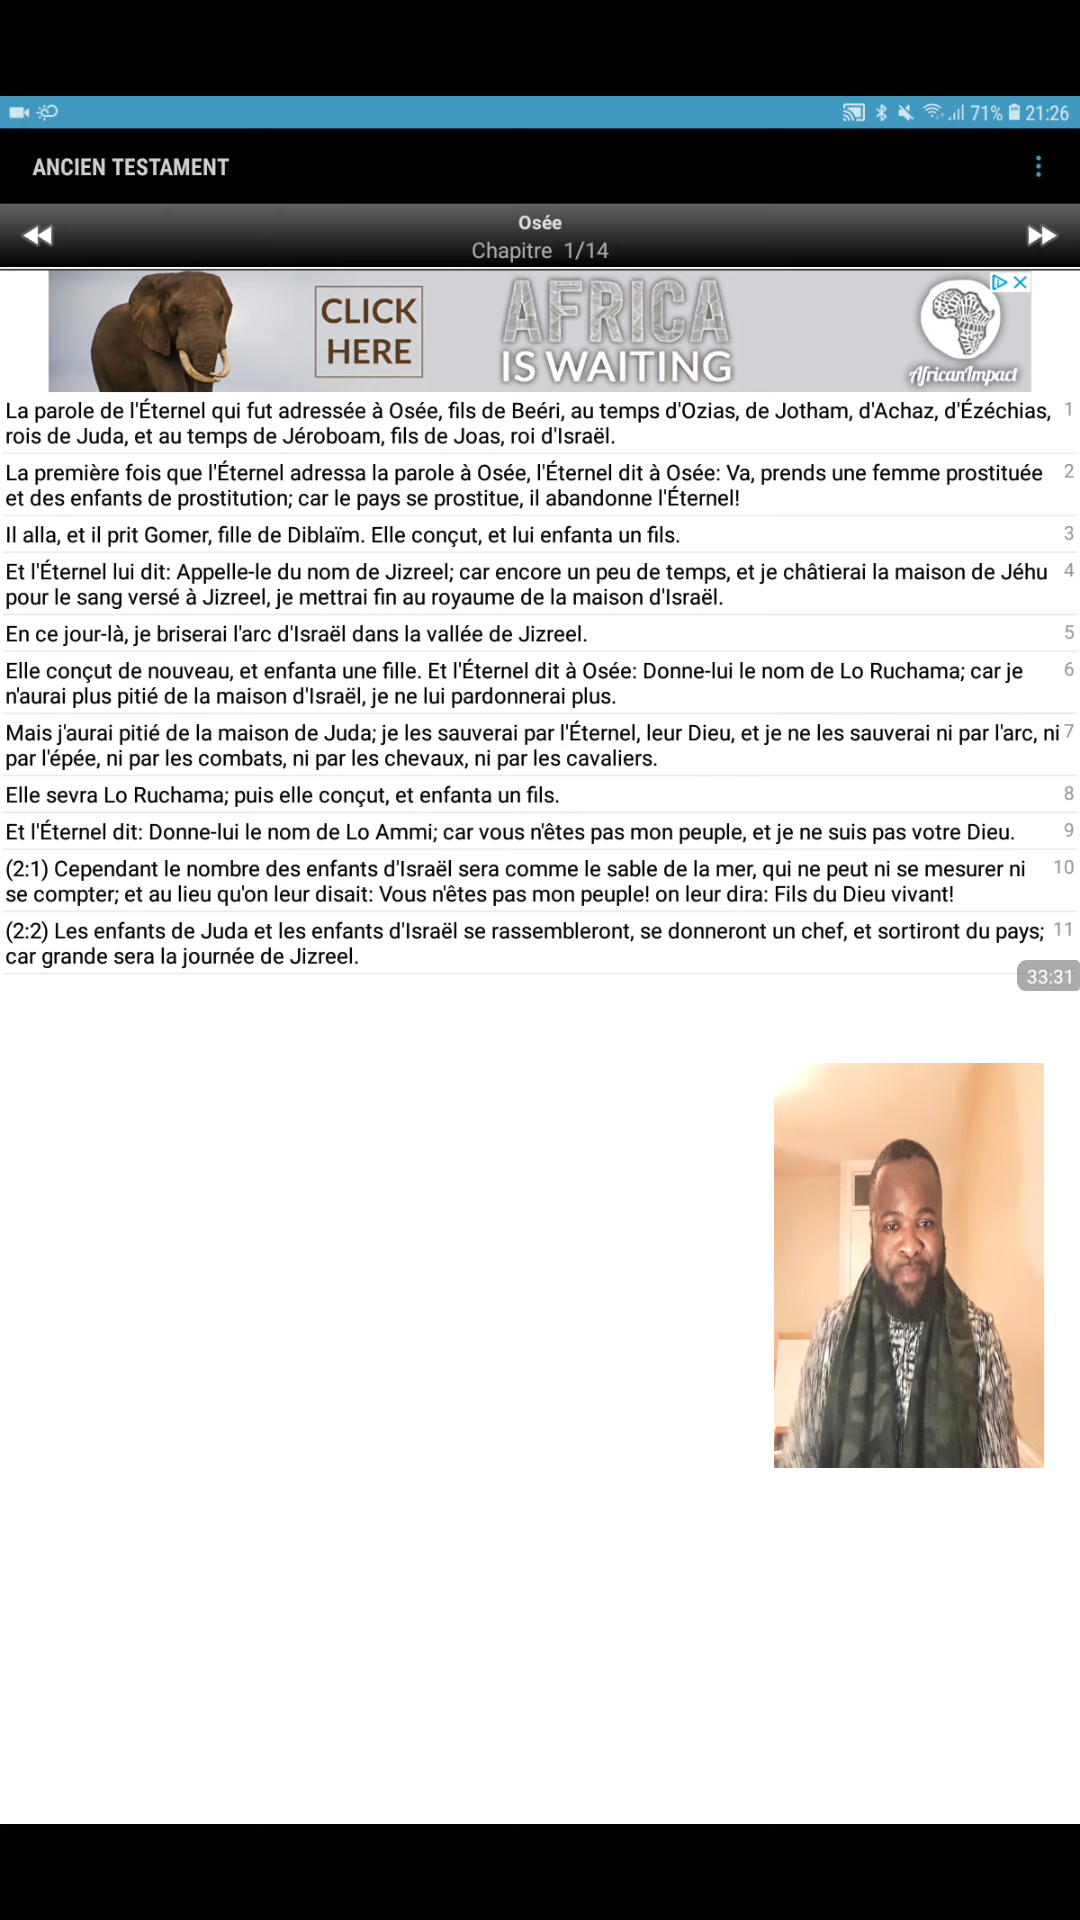 71% 21:26
ANCIEN TESTAMENT
Osée
Chapitre 1/14
CLICK HERE
AFRICA
IS WAITING
AfricanImpact
La parole de l'Éternel qui fut adressée à Osée, fils de Beéri, au temps d'Ozias, de Jotham, d'Achaz, d'Ézéchias, 1
rois de Juda, et au temps de Jéroboam, fils de Joas, roi d'Israël.
La première fois que l'Éternel adressa la parole à Osée, l'Éternel dit à Osée: Va, prends une femme prostituée 2
et des enfants de prostitution; car le pays se prostitue, il abandonne l'Éternel!
Il alla, et il prit Gomer, fille de Diblaïm. Elle conçut, et lui enfanta un fils. 3
Et l'Éternel lui dit: Appelle-le du nom de Jizreel; car encore un peu de temps, et je châtierai la maison de Jéhu 4
pour le sang versé à Jizreel, je mettrai fin au royaume de la maison d'Israël.
En ce jour-là, je briserai l'arc d'Israël dans la vallée de Jizreel. 5
Elle conçut de nouveau, et enfanta une fille. Et l'Éternel dit à Osée: Donne-lui le nom de Lo Ruchama; car je 6
n'aurai plus pitié de la maison d'Israël, je ne lui pardonnerai plus.
Mais j'aurai pitié de la maison de Juda; je les sauverai par l'Éternel, leur Dieu, et je ne les sauverai ni par l'arc, ni 7
par l'épée, ni par les combats, ni par les chevaux, ni par les cavaliers.
Elle sevra Lo Ruchama; puis elle conçut, et enfanta un fils. 8
Et l'Éternel dit: Donne-lui le nom de Lo Ammi; car vous n'êtes pas mon peuple, et je ne suis pas votre Dieu. 9
(2:1) Cependant le nombre des enfants d'Israël sera comme le sable de la mer, qui ne peut ni se mesurer ni 10
se compter; et au lieu qu'on leur disait: Vous n'êtes pas mon peuple! on leur dira: Fils du Dieu vivant!
(2:2) Les enfants de Juda et les enfants d'Israël se rassembleront, se donneront un chef, et sortiront du pays; 11
car grande sera la journée de Jizreel.
33:31